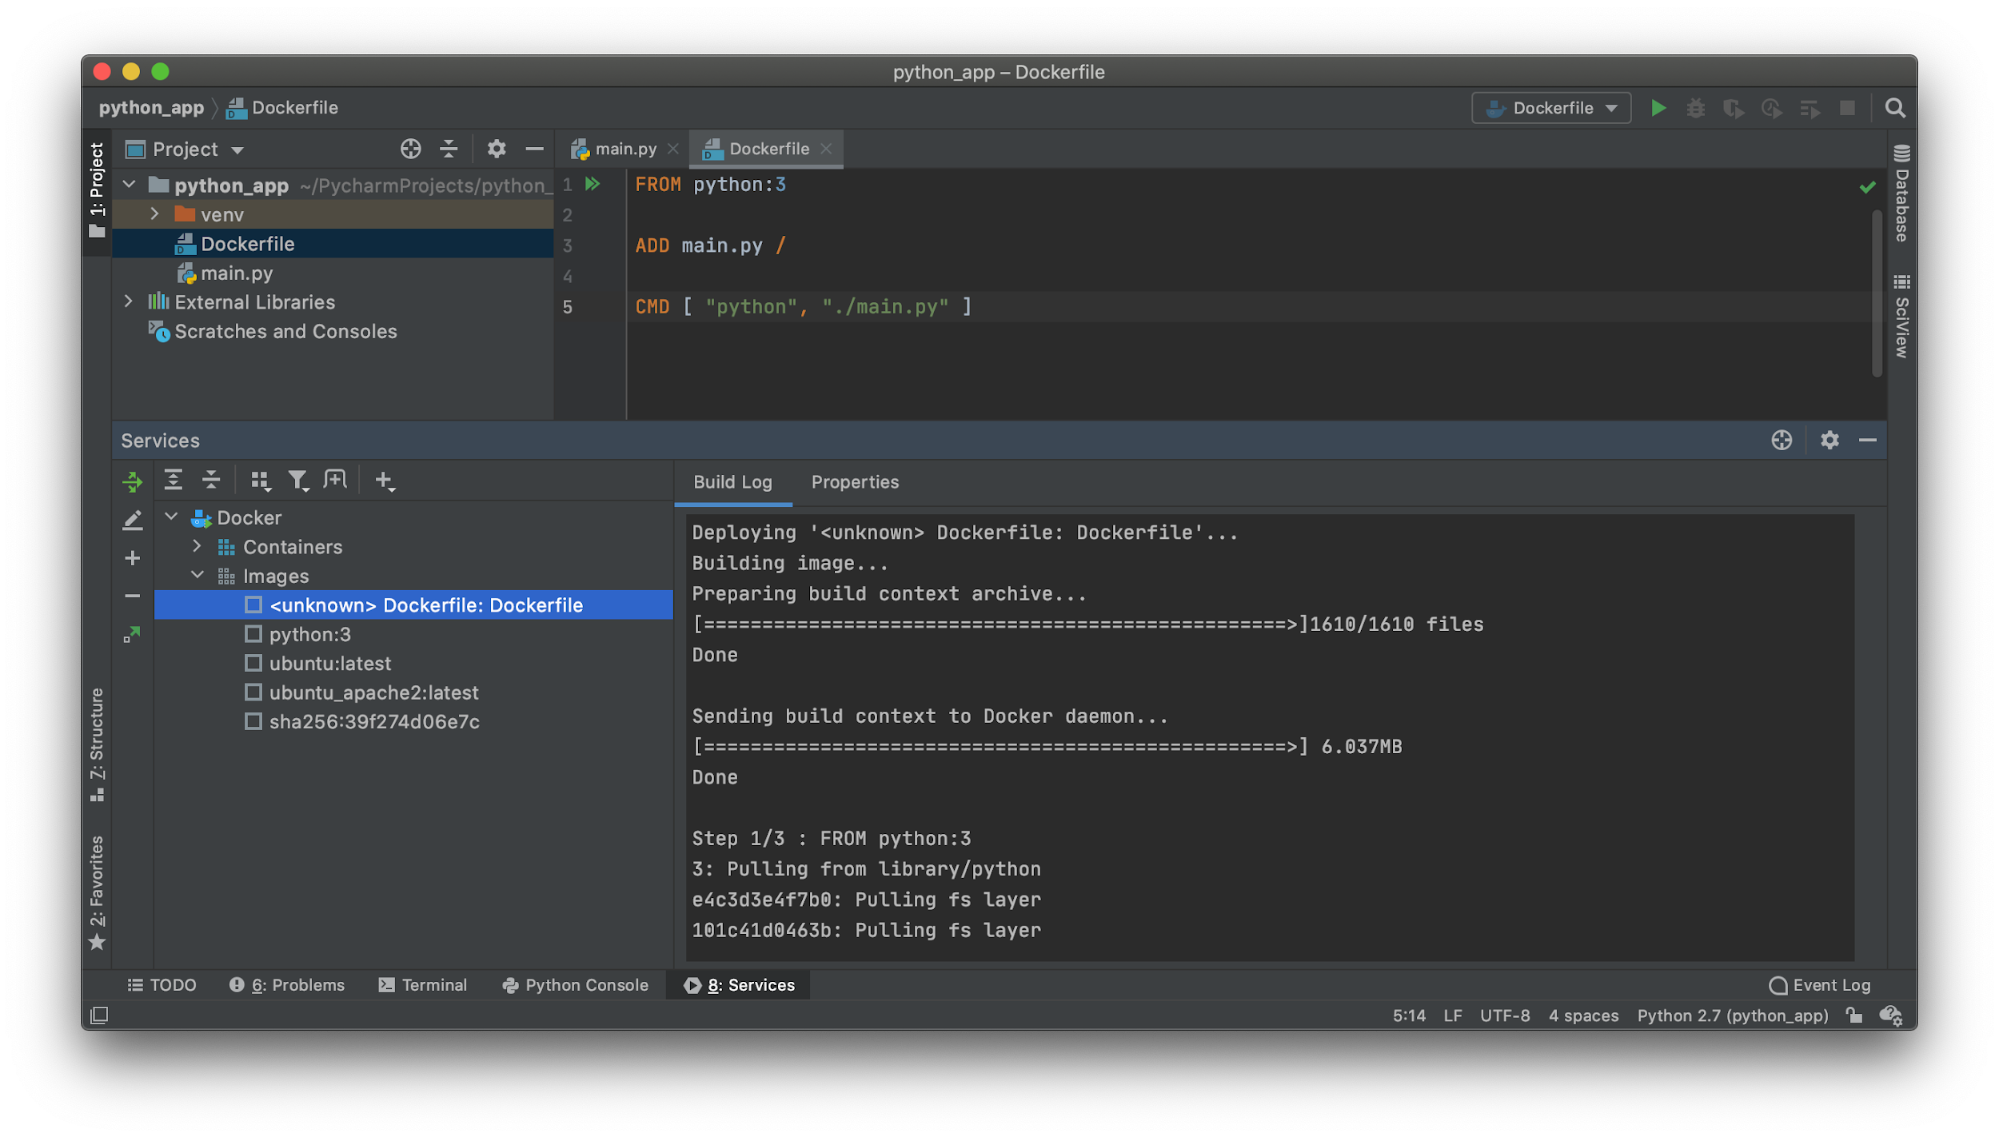 python_app – Dockerfile
python_app Dockerfile
Dockerfile
1: Project
Project
python_app ~/PycharmProjects/python_
venv
Dockerfile
main.py
External Libraries
Scratches and Consoles
main.py
Dockerfile
1 FROM python:3
2
3 ADD main.py /
4
5 CMD [ "python", "./main.py" ]
Database
SciView
Services
Docker
Containers
Images
<unknown> Dockerfile: Dockerfile
python:3
ubuntu:latest
ubuntu_apache2:latest
sha256:39f274d06e7c
Build Log Properties
Deploying '<unknown> Dockerfile: Dockerfile'...
Building image...
Preparing build context archive...
[==================================================>]1610/1610 files
Done
Sending build context to Docker daemon...
[==================================================>] 6.037MB
Done
Step 1/3 : FROM python:3
3: Pulling from library/python
e4c3d3e4f7b0: Pulling fs layer
101c41d0463b: Pulling fs layer
7: Structure
2: Favorites
TODO 6: Problems Terminal Python Console 8: Services Event Log
5:14 LF UTF-8 4 spaces Python 2.7 (python_app)